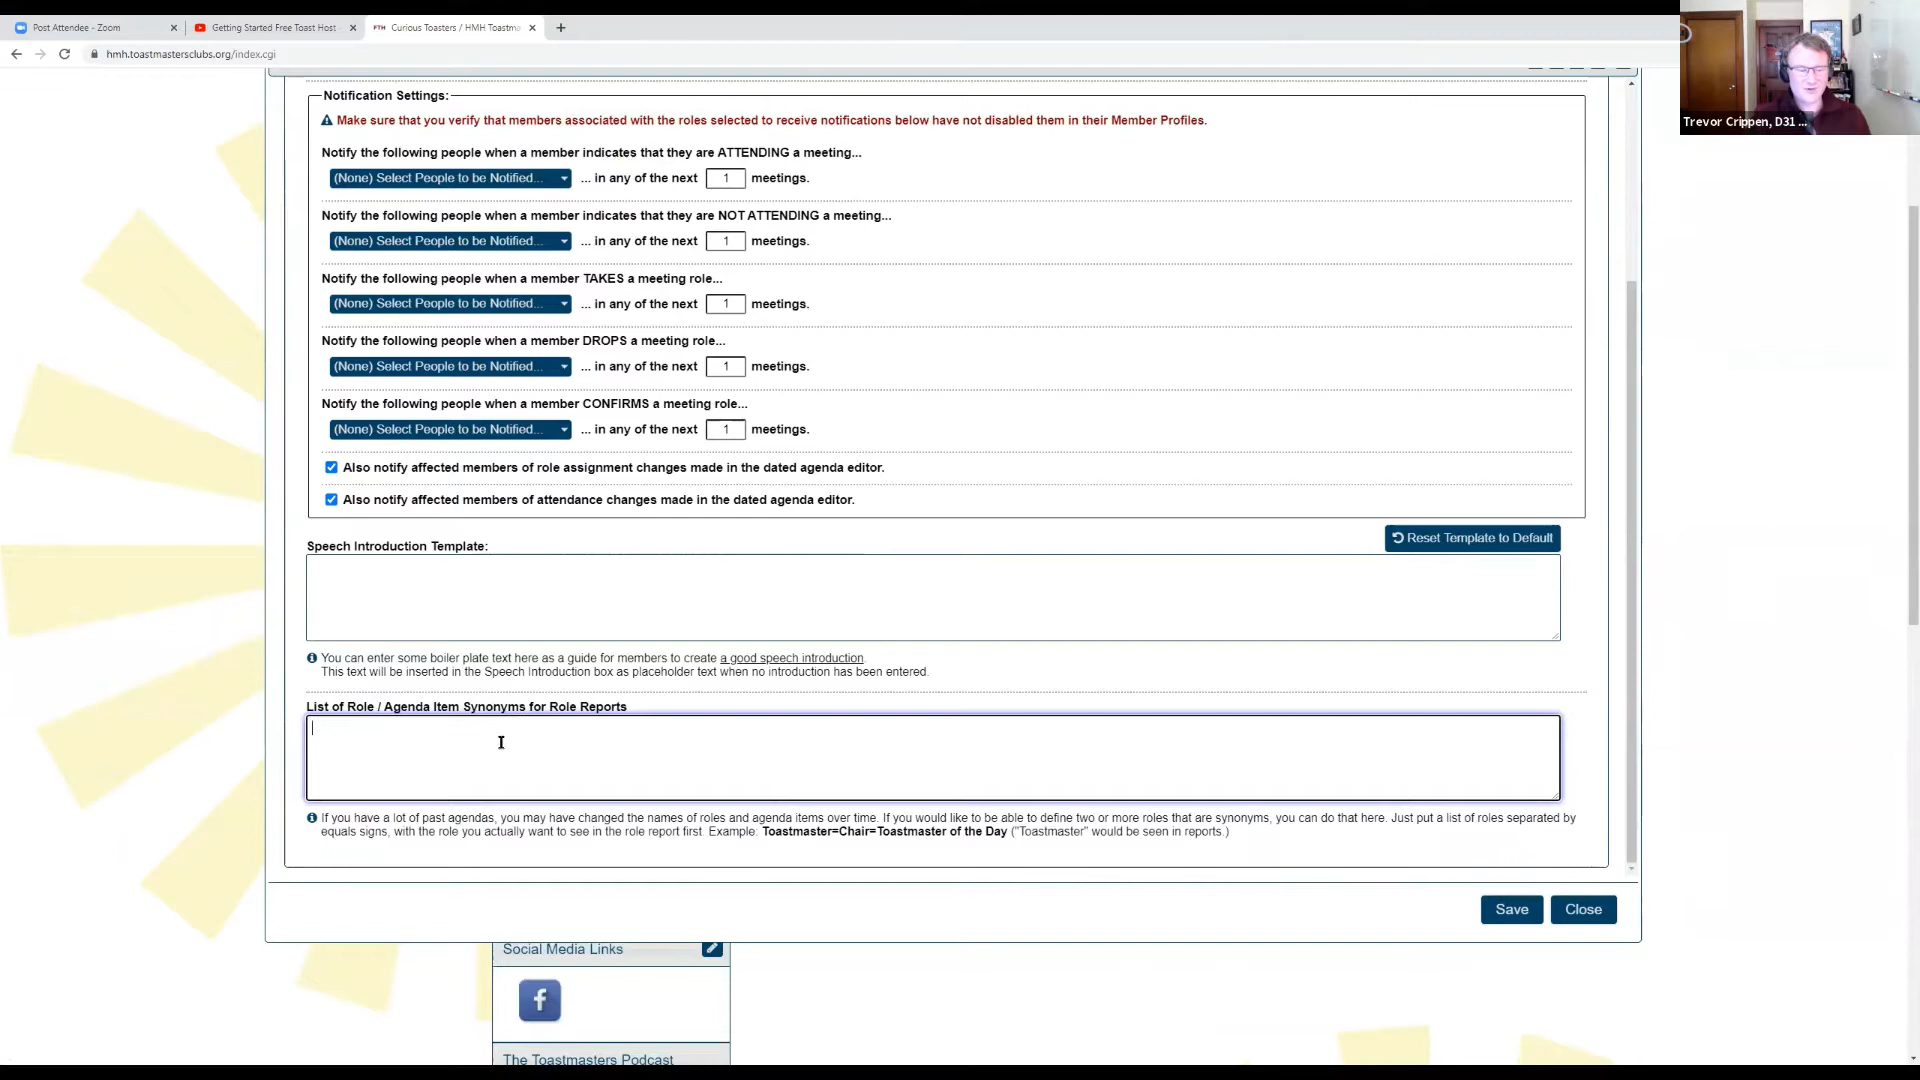 Post Attendee - Zoom
Getting Started Free Toast Host
FTH Curious Toasters / HMH Toastma
hmh.toastmastersclubs.org/index.cgi
Trevor Crippen, D31 ...
Notification Settings:
Make sure that you verify that members associated with the roles selected to receive notifications below have not disabled them in their Member Profiles.
Notify the following people when a member indicates that they are ATTENDING a meeting...
(None) Select People to be Notified... ... in any of the next 1 meetings.
Notify the following people when a member indicates that they are NOT ATTENDING a meeting...
(None) Select People to be Notified... ... in any of the next 1 meetings.
Notify the following people when a member TAKES a meeting role...
(None) Select People to be Notified... ... in any of the next 1 meetings.
Notify the following people when a member DROPS a meeting role...
(None) Select People to be Notified... ... in any of the next 1 meetings.
Notify the following people when a member CONFIRMS a meeting role...
(None) Select People to be Notified... ... in any of the next 1 meetings.
Also notify affected members of role assignment changes made in the dated agenda editor.
Also notify affected members of attendance changes made in the dated agenda editor.
Reset Template to Default
Speech Introduction Template:
You can enter some boiler plate text here as a guide for members to create a good speech introduction.
This text will be inserted in the Speech Introduction box as placeholder text when no introduction has been entered.
List of Role / Agenda Item Synonyms for Role Reports
If you have a lot of past agendas, you may have changed the names of roles and agenda items over time. If you would like to be able to define two or more roles that are synonyms, you can do that here. Just put a list of roles separated by
equals signs, with the role you actually want to see in the role report first. Example: Toastmaster=Chair=Toastmaster of the Day ("Toastmaster" would be seen in reports.)
Save Close
Social Media Links
The Toastmasters Podcast